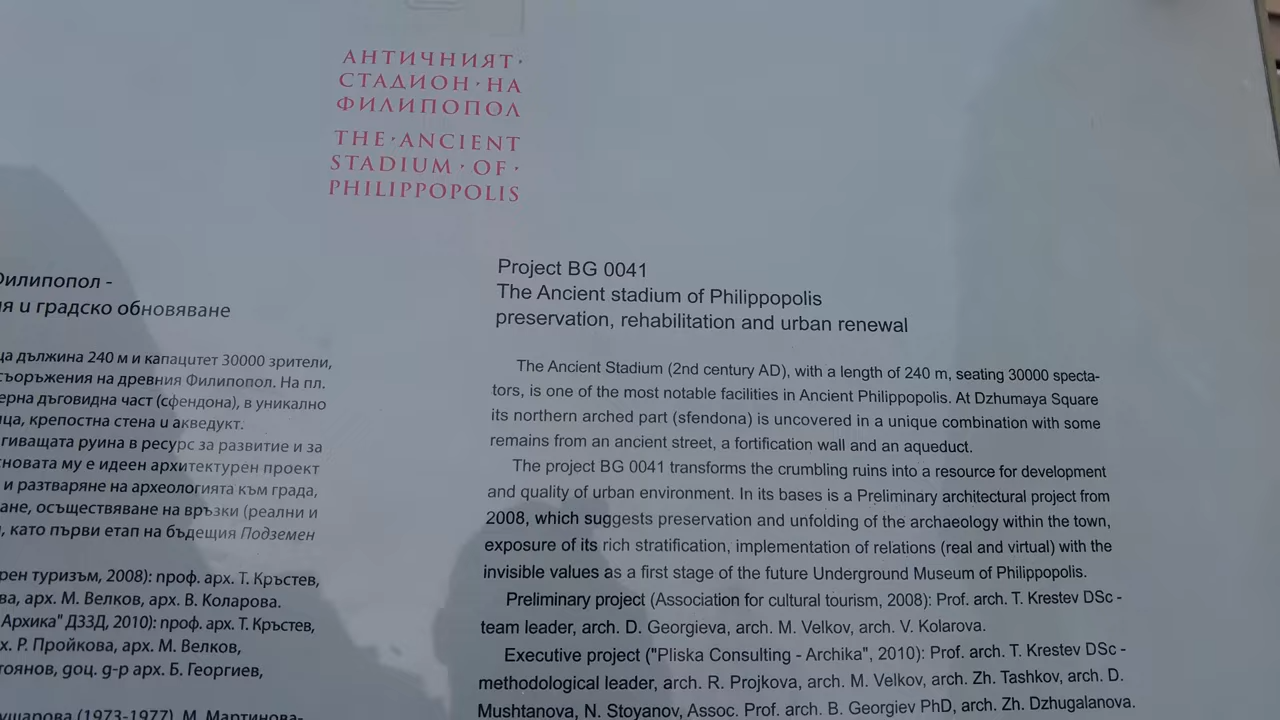 АНТИЧНИЯТ·
СТАДИОН·НА
ФИЛИПОПОЛ
THE·ANCIENT
STADIUM·OF·
PHILIPPOPOLIS
Филипопол -
я и градско обновяване
ца дължина 240 м и капацитет 30000 зрители,
съоръжения на древния Филипопол. На пл.
ерна дъговидна част (сфендона), в уникално
ица, крепостна стена и акведукт.
гиващата руина в ресурс за развитие и за
сновата му е идеен архитектурен проект
и разтваряне на археологията към града,
ане, осъществяване на връзки (реални и
, като първи етап на бъдещия Подземен
рен туризъм, 2008): проф. арх. Т. Кръстев,
ва, арх. М. Велков, арх. В. Коларова.
Архика" ДЗЗД, 2010): проф. арх. Т. Кръстев,
х. Р. Пройкова, арх. М. Велков,
тоянов, доц. д-р арх. Б. Георгиев,
ушарова (1973-1977), М. Мартинова-
Project BG 0041
The Ancient stadium of Philippopolis
preservation, rehabilitation and urban renewal
The Ancient Stadium (2nd century AD), with a length of 240 m, seating 30000 specta-
tors, is one of the most notable facilities in Ancient Philippopolis. At Dzhumaya Square
its northern arched part (sfendona) is uncovered in a unique combination with some
remains from an ancient street, a fortification wall and an aqueduct.
The project BG 0041 transforms the crumbling ruins into a resource for development
and quality of urban environment. In its bases is a Preliminary architectural project from
2008, which suggests preservation and unfolding of the archaeology within the town,
exposure of its rich stratification, implementation of relations (real and virtual) with the
invisible values as a first stage of the future Underground Museum of Philippopolis.
Preliminary project (Association for cultural tourism, 2008): Prof. arch. T. Krestev DSc -
team leader, arch. D. Georgieva, arch. M. Velkov, arch. V. Kolarova.
Executive project ("Pliska Consulting - Archika", 2010): Prof. arch. T. Krestev DSc -
methodological leader, arch. R. Projkova, arch. M. Velkov, arch. Zh. Tashkov, arch. D.
Mushtanova, N. Stoyanov, Assoc. Prof. arch. B. Georgiev PhD, arch. Zh. Dzhugalanova.